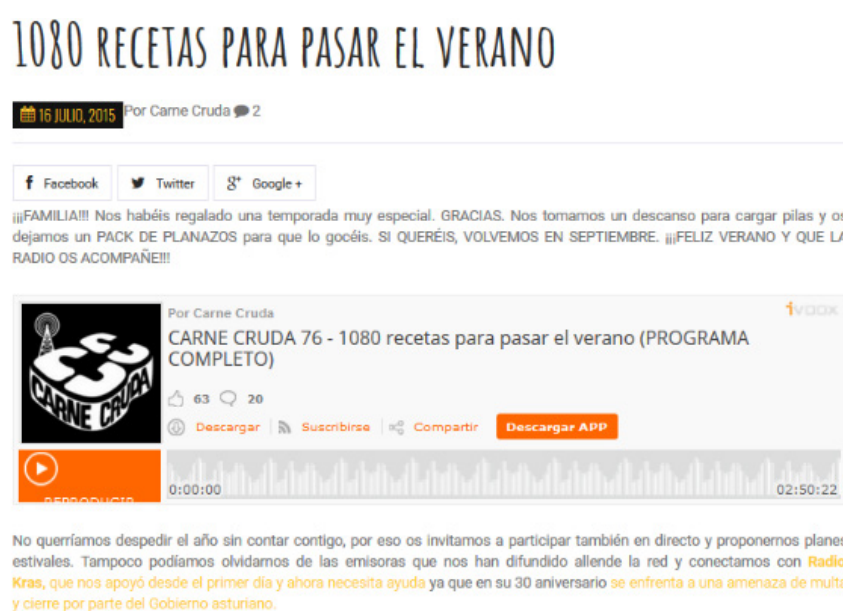 1080 RECETAS PARA PASAR EL VERANO
16 JULIO, 2015 Por Carne Cruda 2
Facebook Twitter g+ Google +
¡¡¡FAMILIA!!! Nos habéis regalado una temporada muy especial. GRACIAS. Nos tomamos un descanso para cargar pilas y os
dejamos un PACK DE PLANAZOS para que lo gocéis. SI QUERÉIS, VOLVEMOS EN SEPTIEMBRE. ¡¡¡FELIZ VERANO Y QUE LA
RADIO OS ACOMPAÑE!!!
Por Carne Cruda
ivoox
CARNE CRUDA 76 - 1080 recetas para pasar el verano (PROGRAMA
COMPLETO)
CARNE CRUDA
63 20
Descargar Suscribirse Compartir Descargar APP
REPRODUCIR
0:00:00 02:50:22
No querríamos despedir el año sin contar contigo, por eso os invitamos a participar también en directo y proponernos planes
estivales. Tampoco podíamos olvidarnos de las emisoras que nos han difundido allende la red y conectamos con Radio
Kras, que nos apoyó desde el primer día y ahora necesita ayuda ya que en su 30 aniversario se enfrenta a una amenaza de multa
y cierre por parte del Gobierno asturiano.